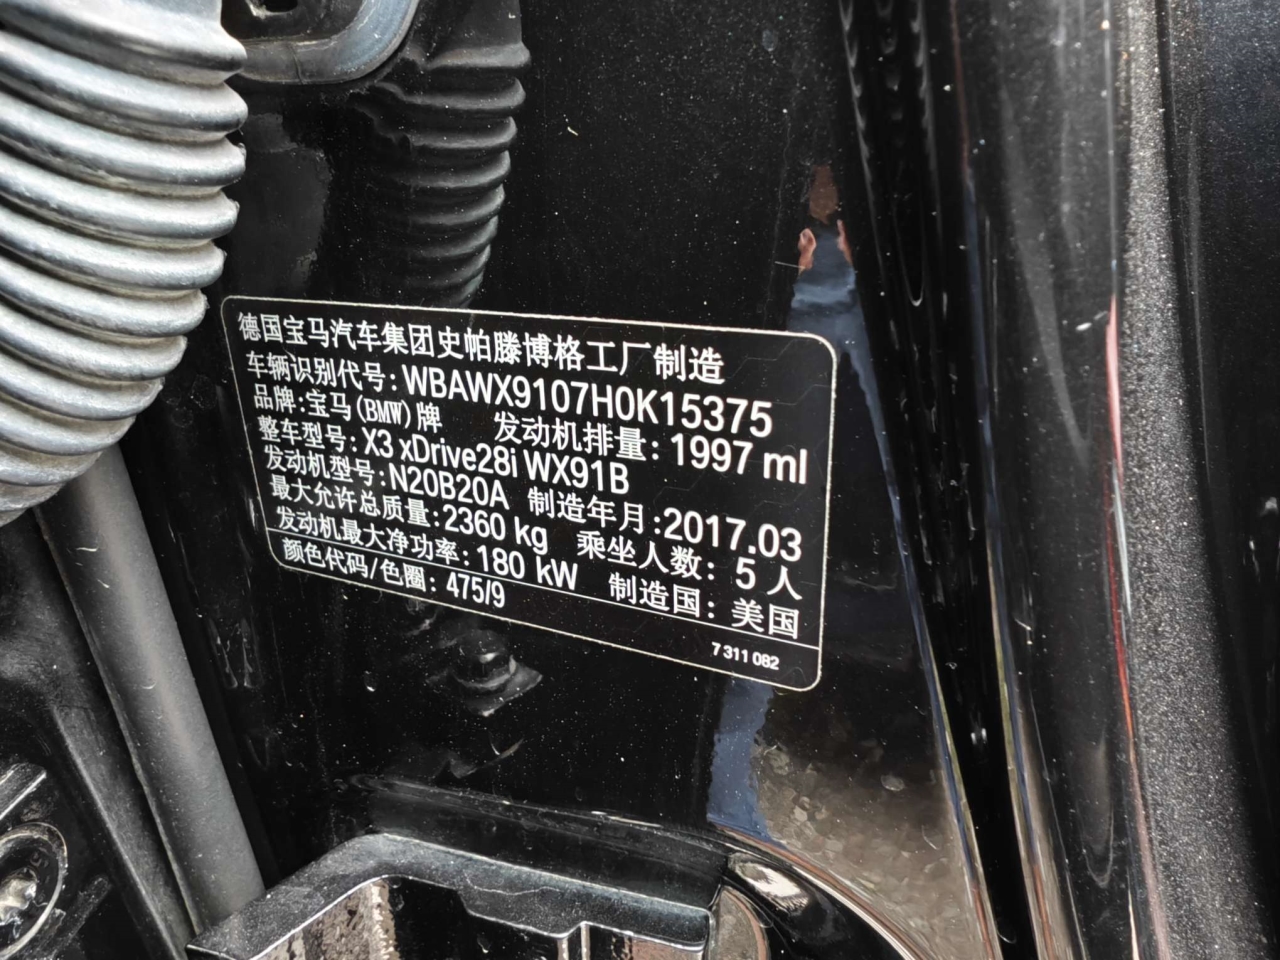 德国宝马汽车集团史帕滕博格工厂制造
车辆识别代号:WBAWX9107H0K15375
品牌:宝马(BMW)牌 发动机排量:1997 ml
整车型号:X3 xDrive28i WX91B
发动机型号:N20B20A 制造年月:2017.03
最大允许总质量:2360 kg 乘坐人数:5人
发动机最大净功率:180 kW 制造国:美国
颜色代码/色圈:475/9
7 311 082